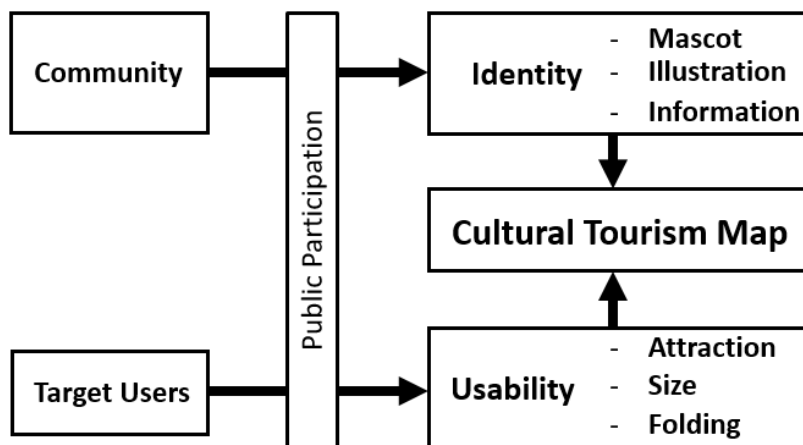 Community
Public Participation
Identity
- Mascot
- Illustration
- Information
Cultural Tourism Map
Target Users
Usability
- Attraction
- Size
- Folding